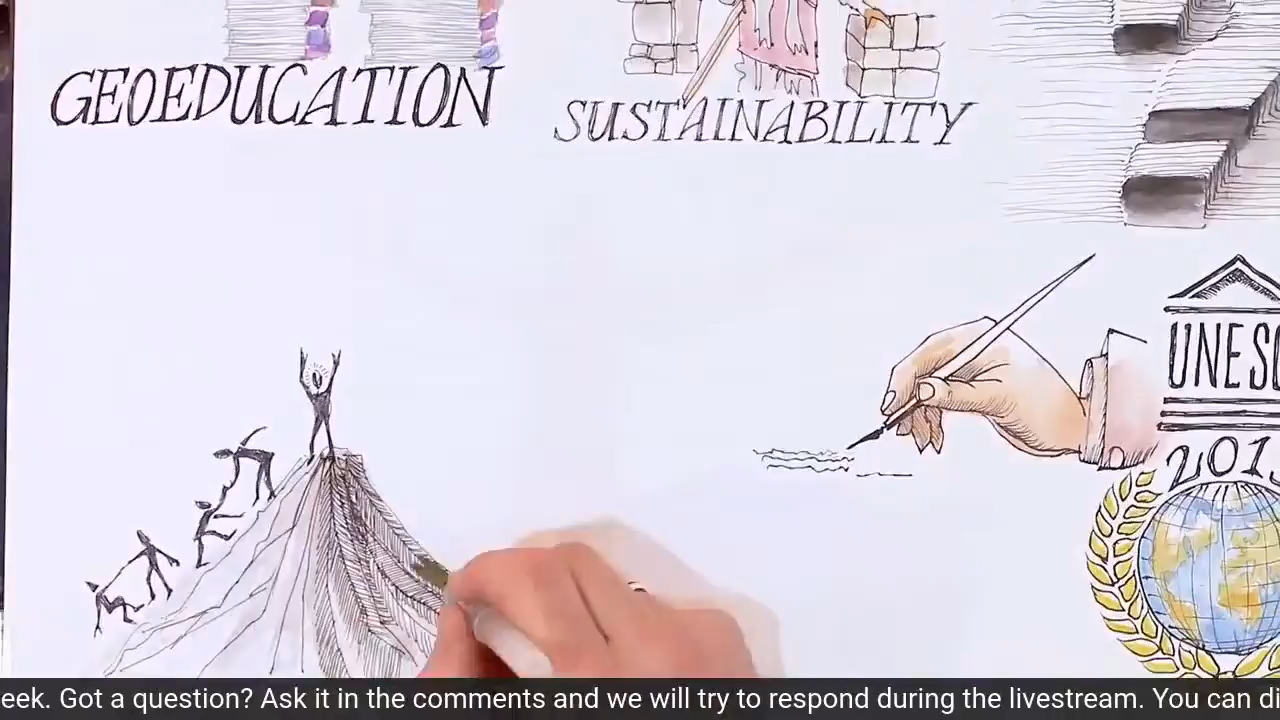 GEOEDUCATION
SUSTAINABILITY
UNESC
201
eek. Got a question? Ask it in the comments and we will try to respond during the livestream. You can di